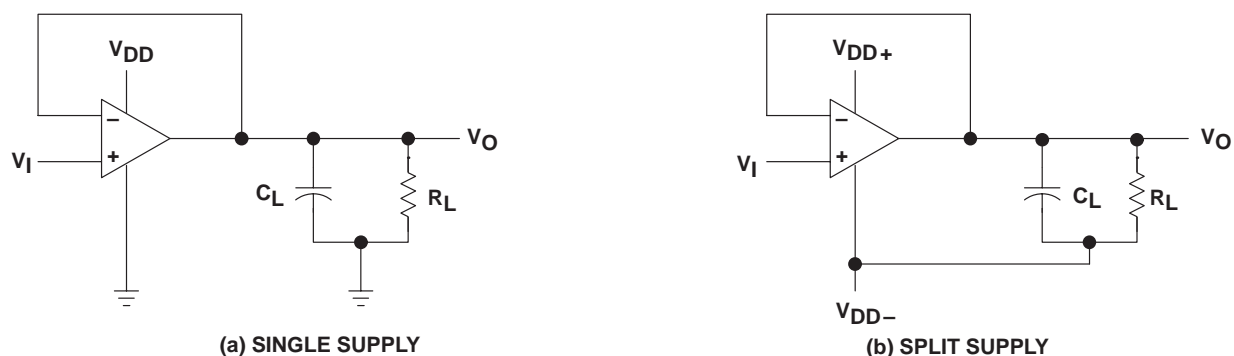 VDD
−
+
VI
VO
CL
RL
(a) SINGLE SUPPLY
VDD+
−
+
VI
VO
CL
RL
VDD−
(b) SPLIT SUPPLY